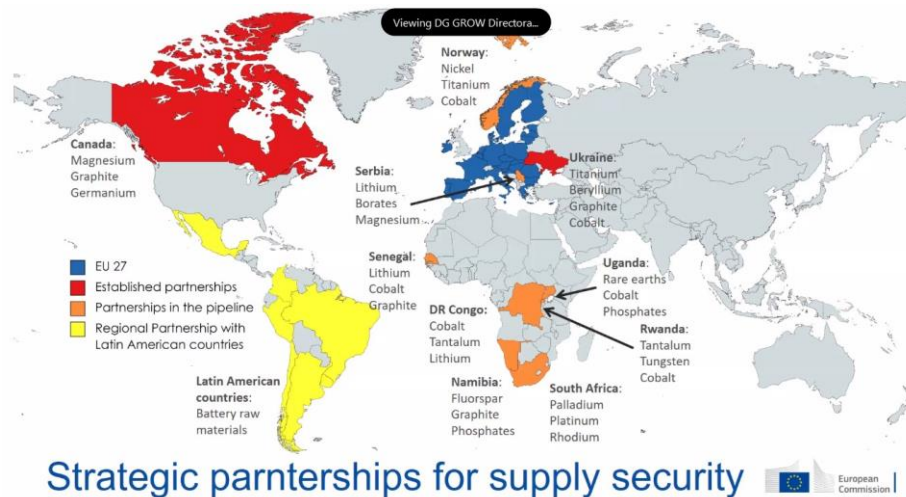 Viewing DG GROW Directora...
Norway:
Nickel
Titanium
Cobalt
Canada:
Magnesium
Graphite
Germanium
Serbia:
Lithium
Borates
Magnesium
Ukraine:
Titanium
Beryllium
Graphite
Cobalt
EU 27
Established partnerships
Partnerships in the pipeline
Regional Partnership with
Latin American countries
Senegal:
Lithium
Cobalt
Graphite
Uganda:
Rare earths
Cobalt
Phosphates
DR Congo:
Cobalt
Tantalum
Lithium
Rwanda:
Tantalum
Tungsten
Cobalt
Latin American
countries:
Battery raw
materials
Namibia:
Fluorspar
Graphite
Phosphates
South Africa:
Palladium
Platinum
Rhodium
Strategic parnterships for supply security
European
Commission